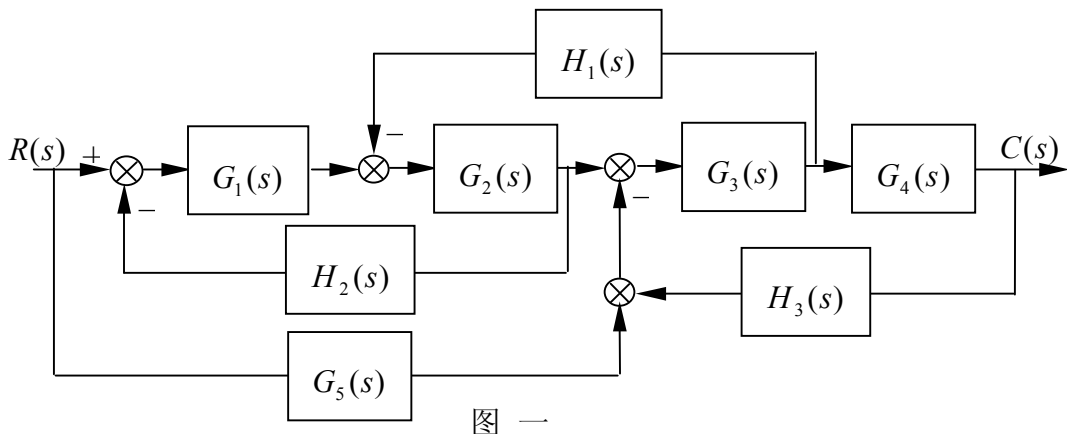 H₁(s)
R(s) + G₁(s) − G₂(s) G₃(s) G₄(s) C(s)
− −
H₂(s) H₃(s)
G₅(s)
图 一